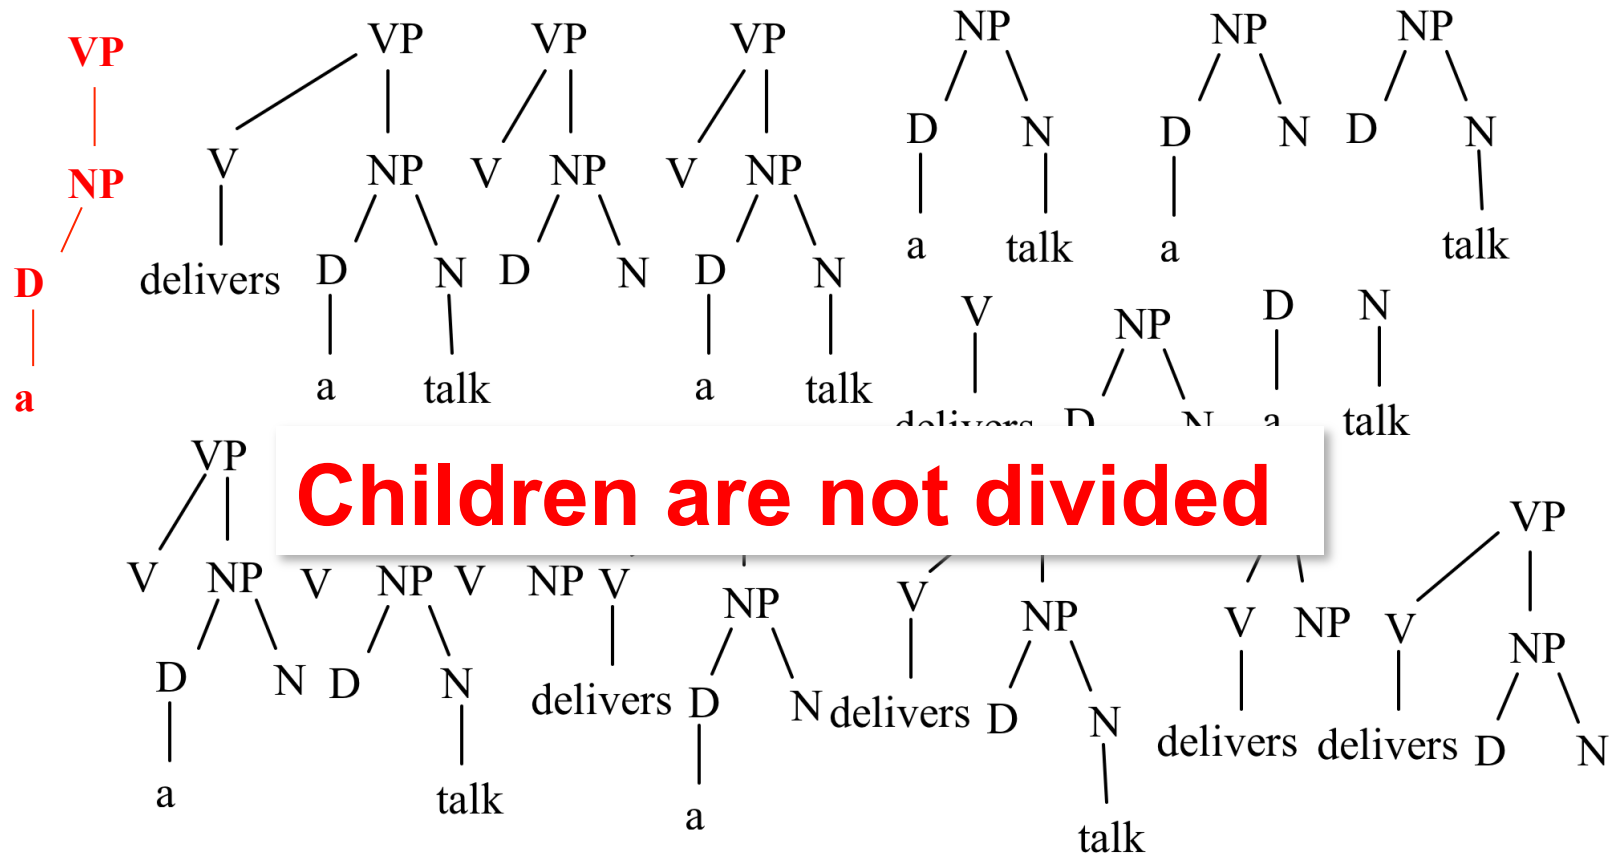 VP VP VP VP NP NP NP
D N D N D N
V NP V NP V NP
NP
a talk a talk
delivers D N D N D N
D
V NP D N
a talk a talk
a
delivers D N a talk
VP
Children are not divided
VP
V NP V NP V NP V NP V NP V NP V
D N D N delivers D N delivers D N delivers delivers D N NP
a talk a talk